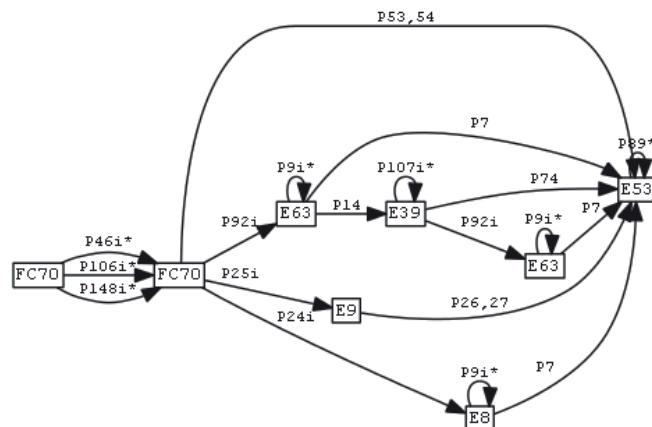 P53,54
P89*
P7
P9i*
P107i*
E53
P74
E63
P14
E39
P7
P92i
P92i
P9i*
P46i*
E63
P106i*
FC70
FC70
P25i
P148i*
P26,27
E9
P24i
P7
P9i*
E8